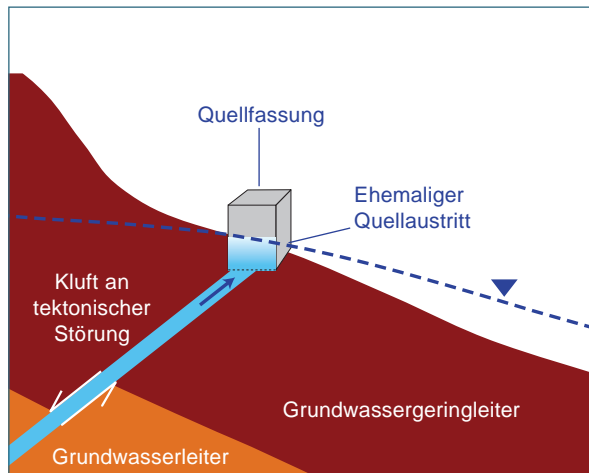 Quellfassung
Ehemaliger
Quellaustritt
Kluft an
tektonischer
Störung
Grundwassergeringleiter
Grundwasserleiter